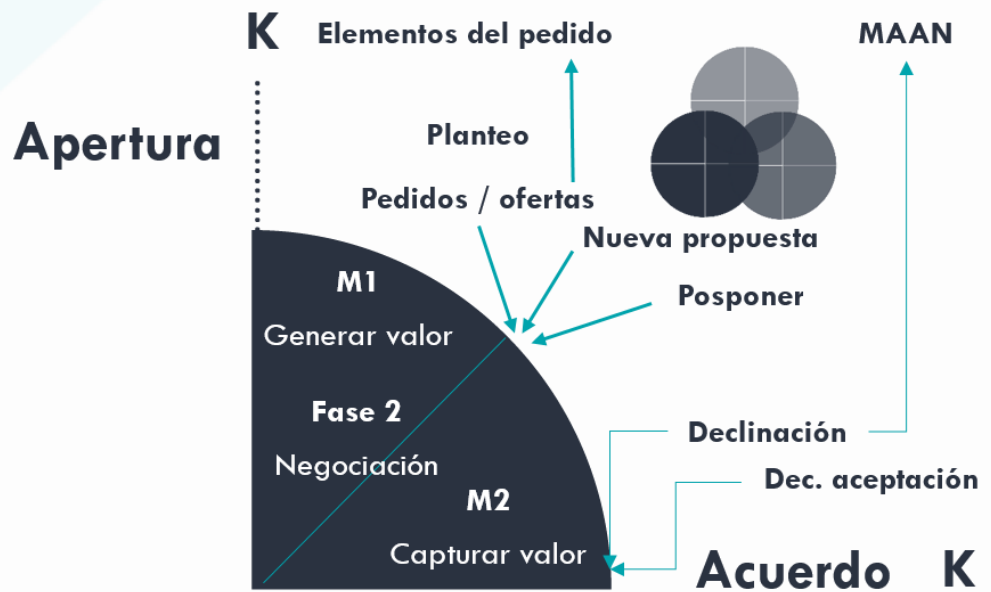 K Elementos del pedido MAAN
Apertura
Planteo
Pedidos / ofertas
Nueva propuesta
M1
Posponer
Generar valor
Fase 2
Declinación
Negociación
Dec. aceptación
M2
Capturar valor
Acuerdo K